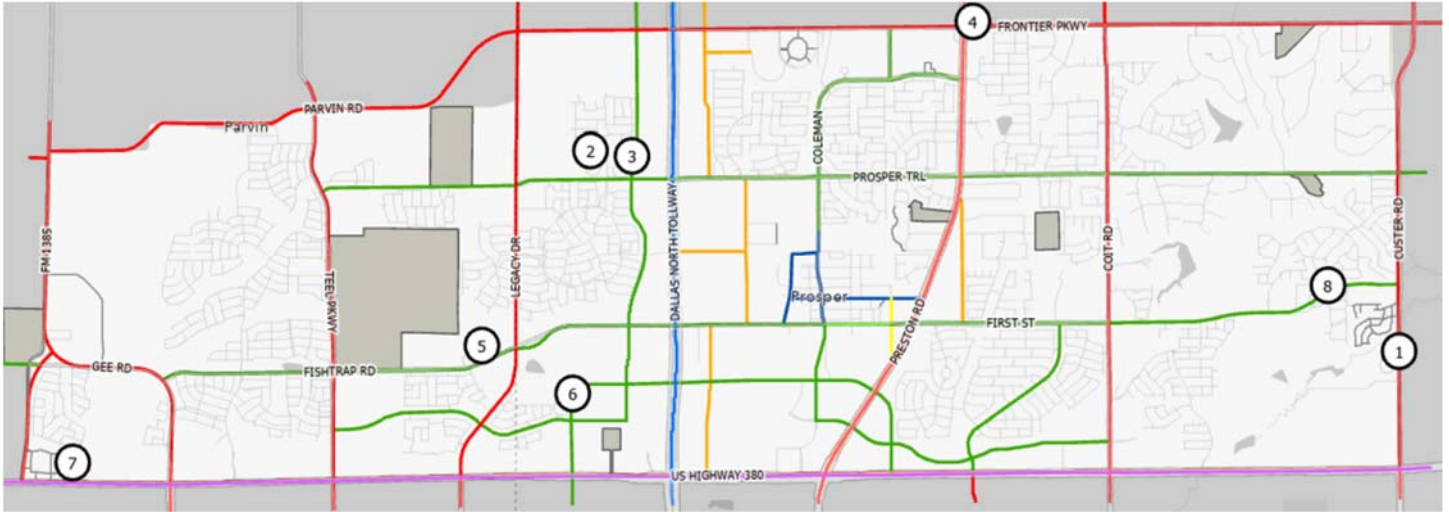 4
FRONTIER PKWY
PARVIN RD
Parvin
COLEMAN
2
3
PROSPER TRL
DALLAS NORTH TOLLWAY
FM 1385
TEEL PKWY
LEGACY DR
COIT RD
CUSTER RD
8
Prosper
PRESTON RD
FIRST ST
5
1
GEE RD
FISHTRAP RD
6
7
US HIGHWAY 380